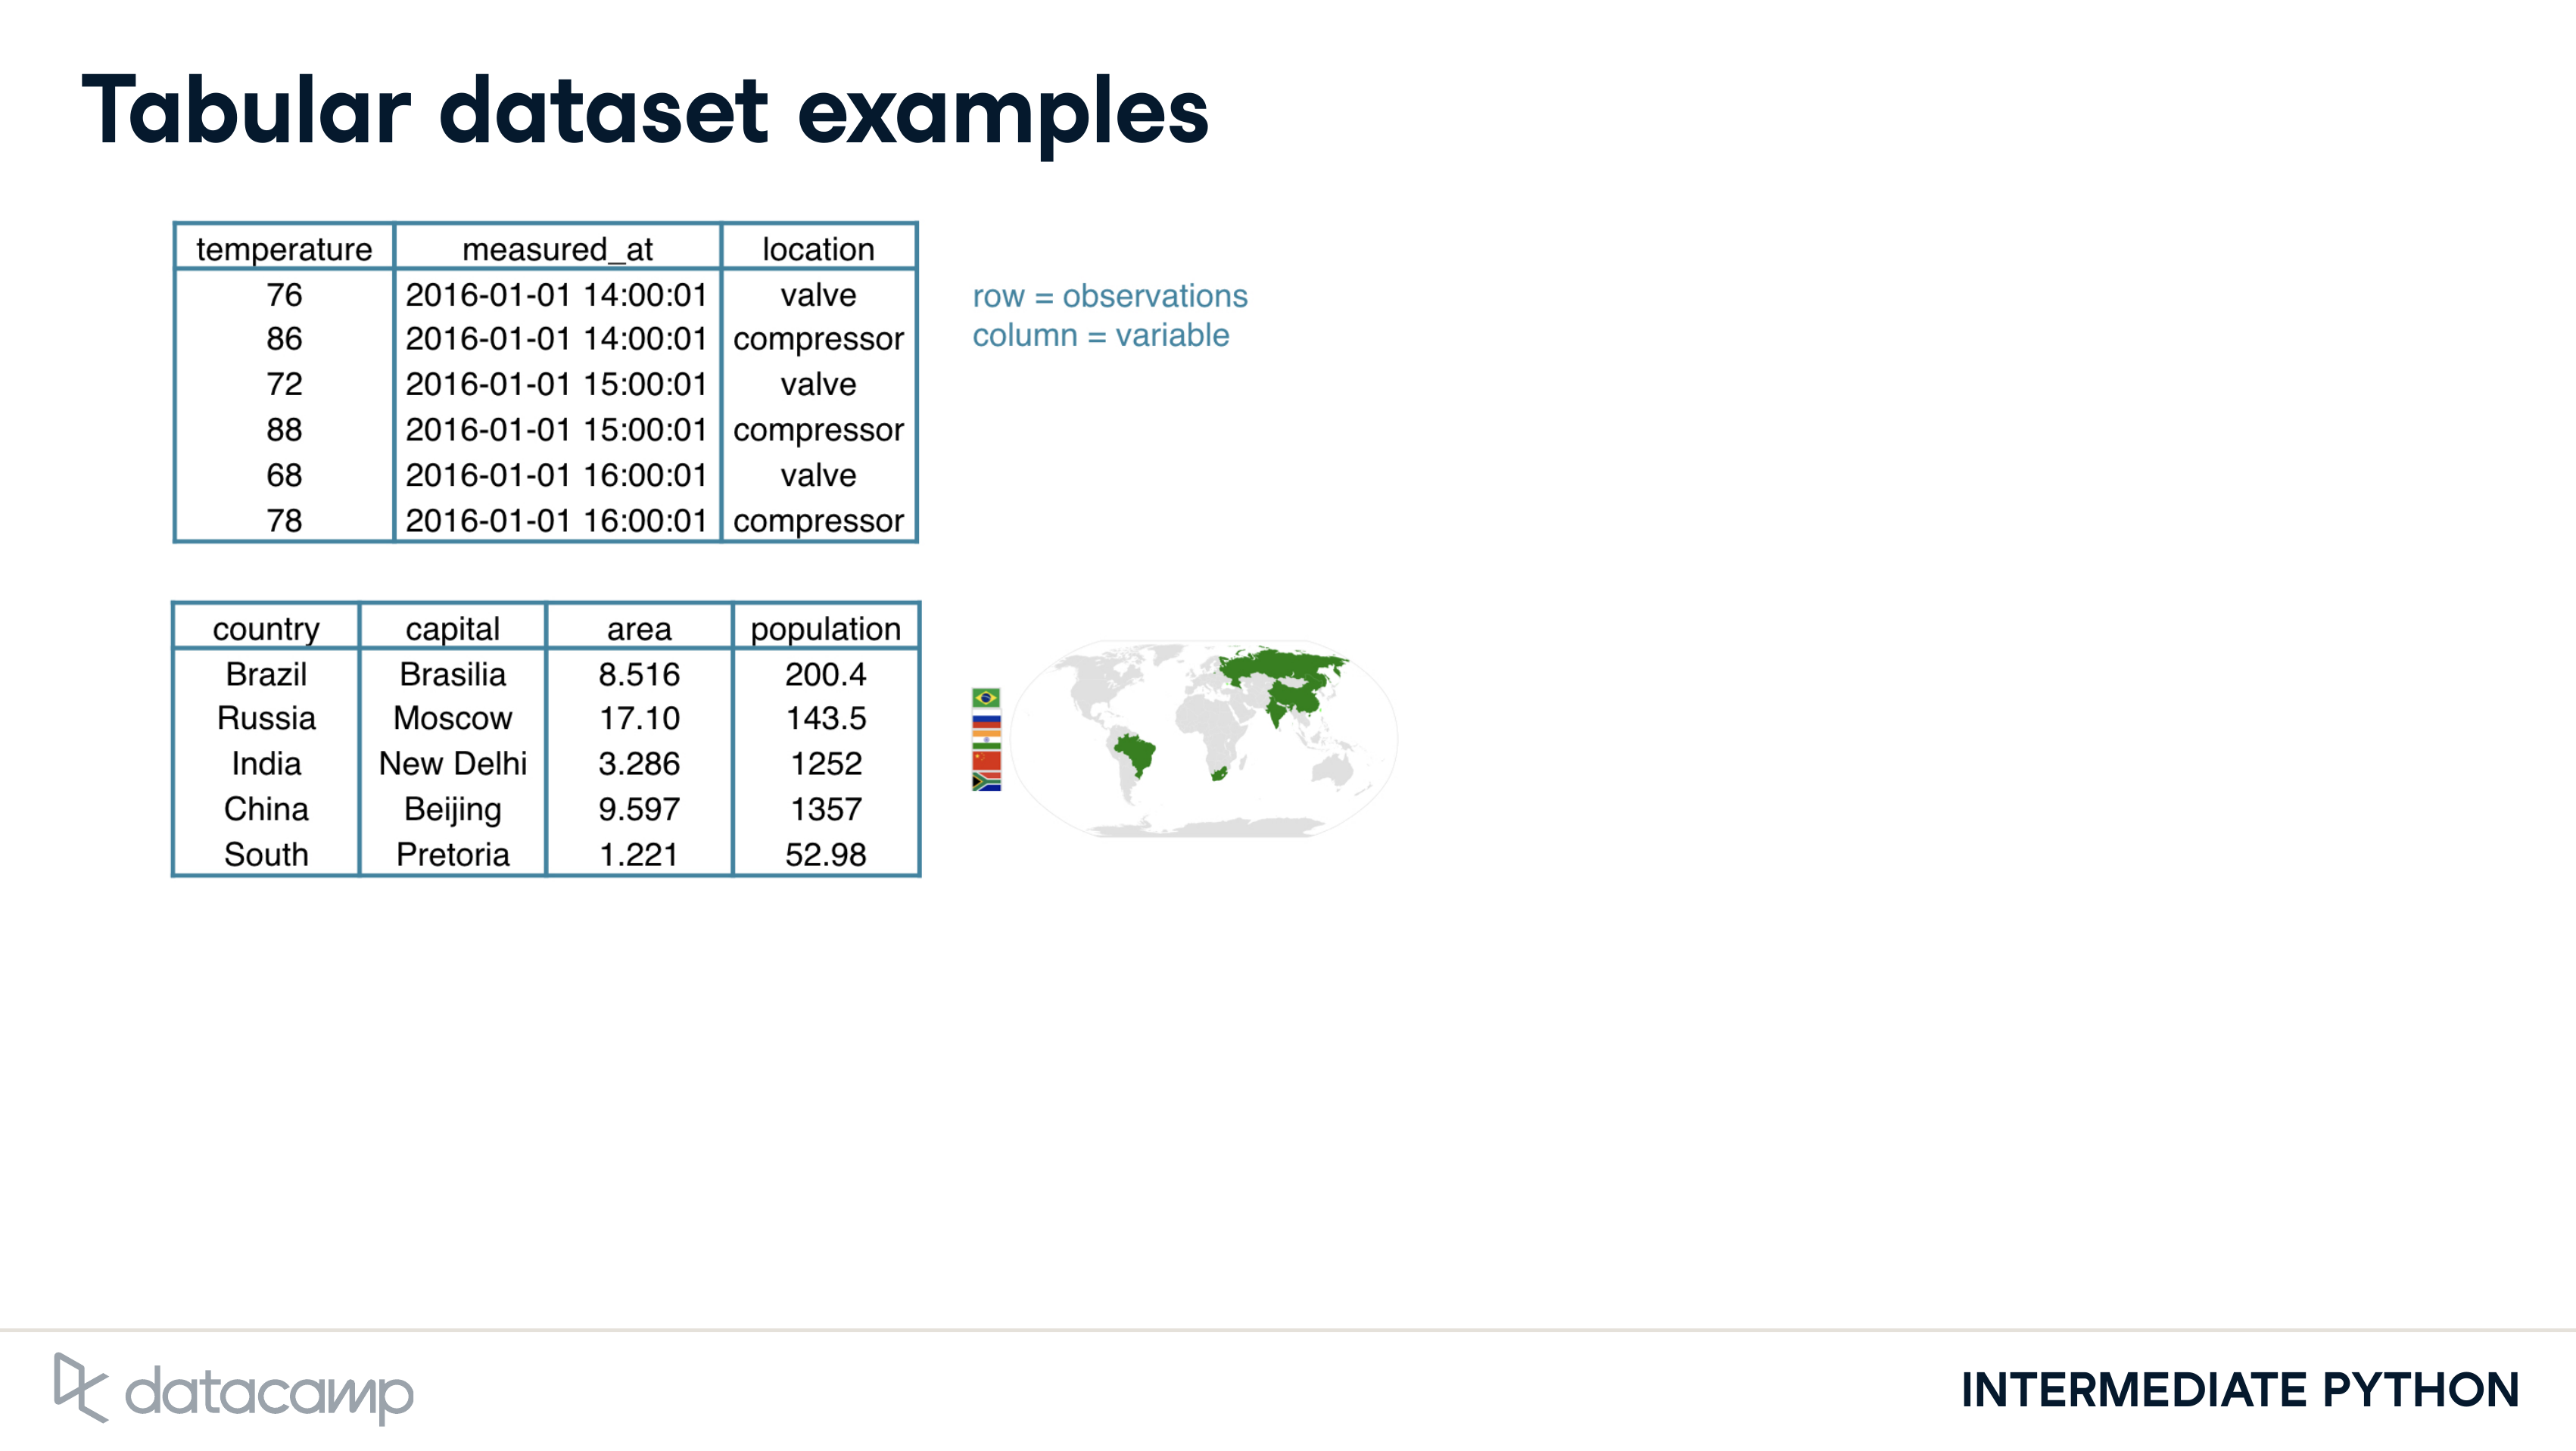 Tabular dataset examples
temperature measured_at location
76 2016-01-01 14:00:01 valve
86 2016-01-01 14:00:01 compressor
72 2016-01-01 15:00:01 valve
88 2016-01-01 15:00:01 compressor
68 2016-01-01 16:00:01 valve
78 2016-01-01 16:00:01 compressor
row = observations
column = variable
country capital area population
Brazil Brasilia 8.516 200.4
Russia Moscow 17.10 143.5
India New Delhi 3.286 1252
China Beijing 9.597 1357
South Pretoria 1.221 52.98
datacamp
INTERMEDIATE PYTHON